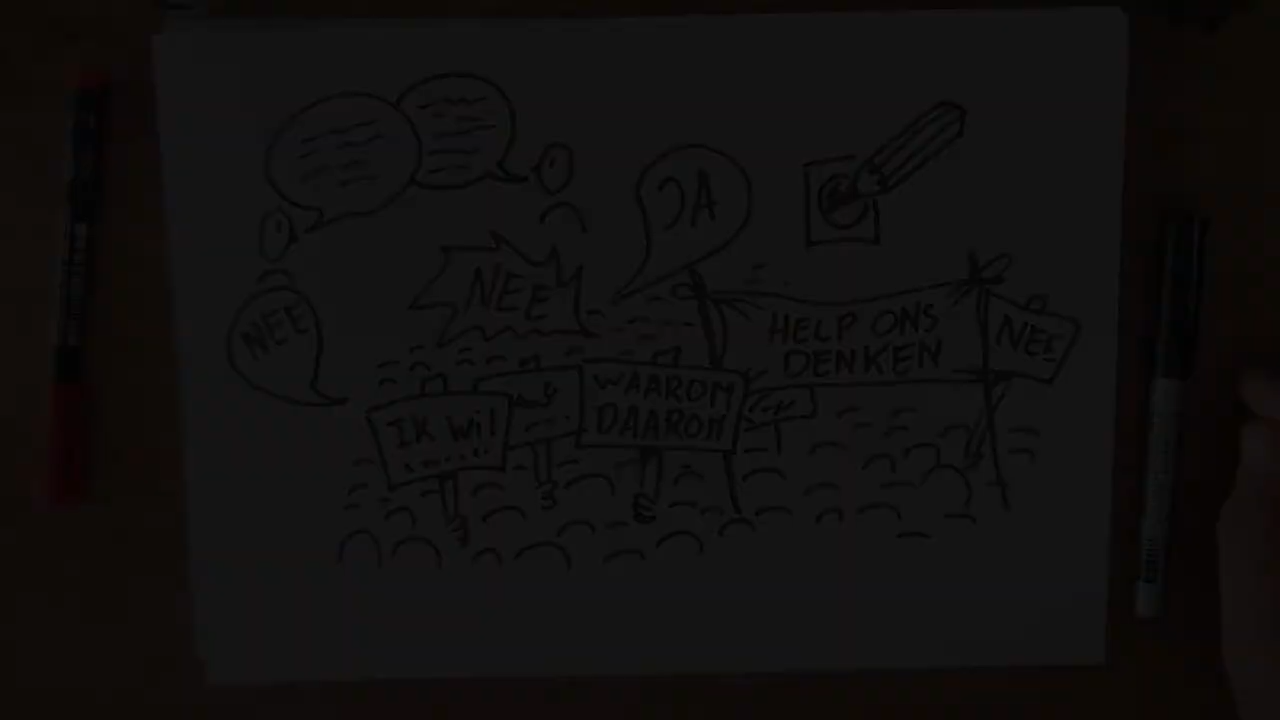 JA
NEE
NEE
HELP ONS
DENKEN
NEE
WAAROM
DAAROM
IK Wil